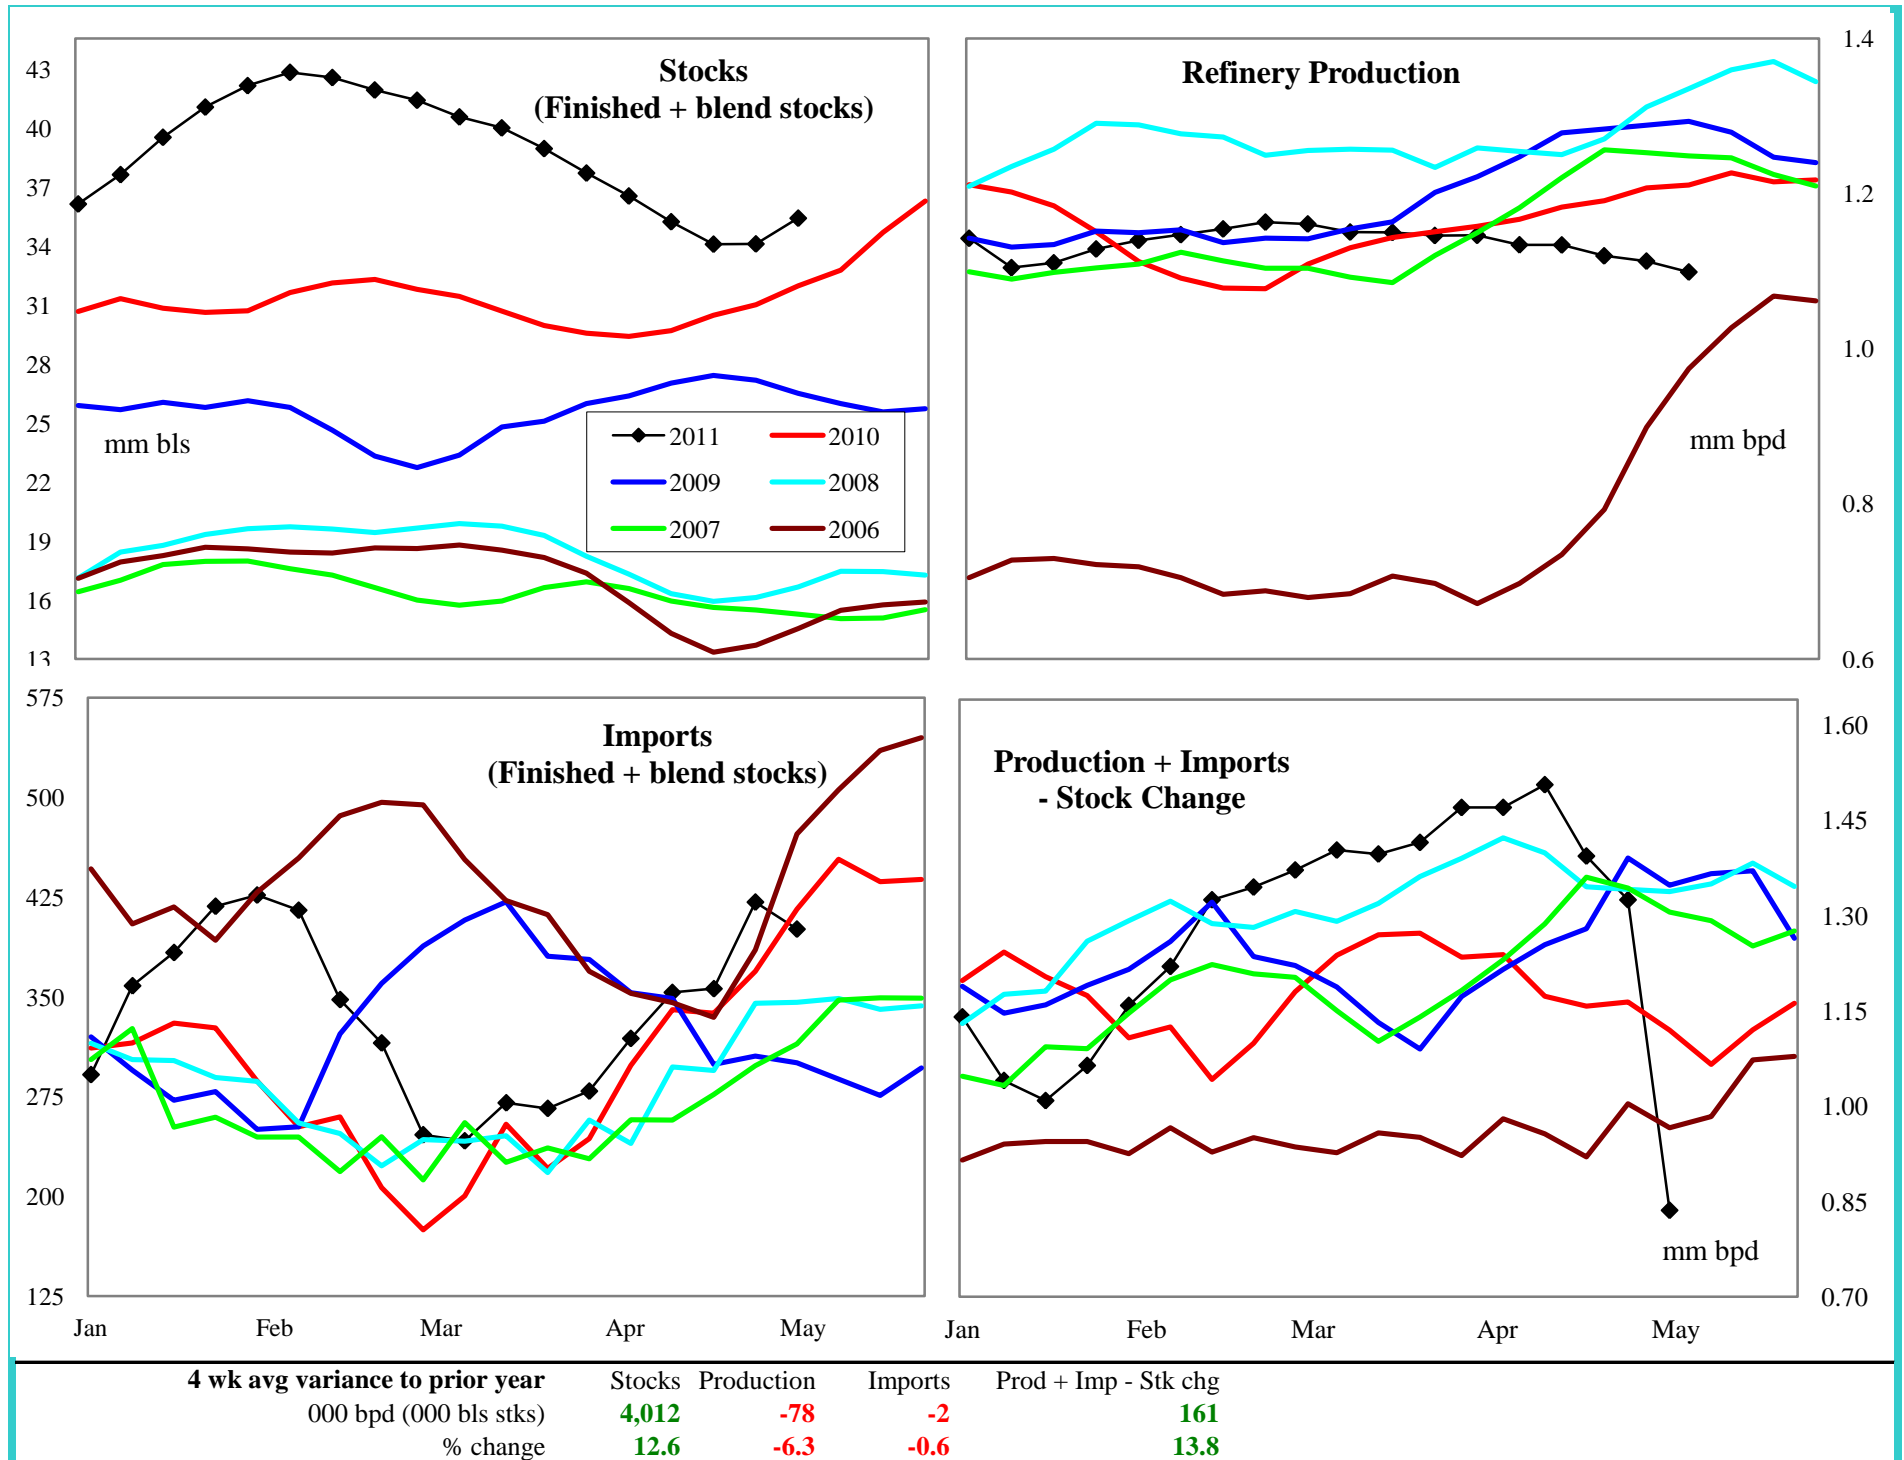 Stocks
(Finished + blend stocks)
43
40
37
34
31
28
25
22
19
16
13
mm bls
2011 2010
2009 2008
2007 2006
Refinery Production
1.4
1.2
1.0
0.8
0.6
mm bpd
Imports
(Finished + blend stocks)
575
500
425
350
275
200
125
Jan Feb Mar Apr May
Production + Imports
- Stock Change
1.60
1.45
1.30
1.15
1.00
0.85
0.70
mm bpd
Jan Feb Mar Apr May
4 wk avg variance to prior year Stocks Production Imports Prod + Imp - Stk chg
000 bpd (000 bls stks) 4,012 -78 -2 161
% change 12.6 -6.3 -0.6 13.8